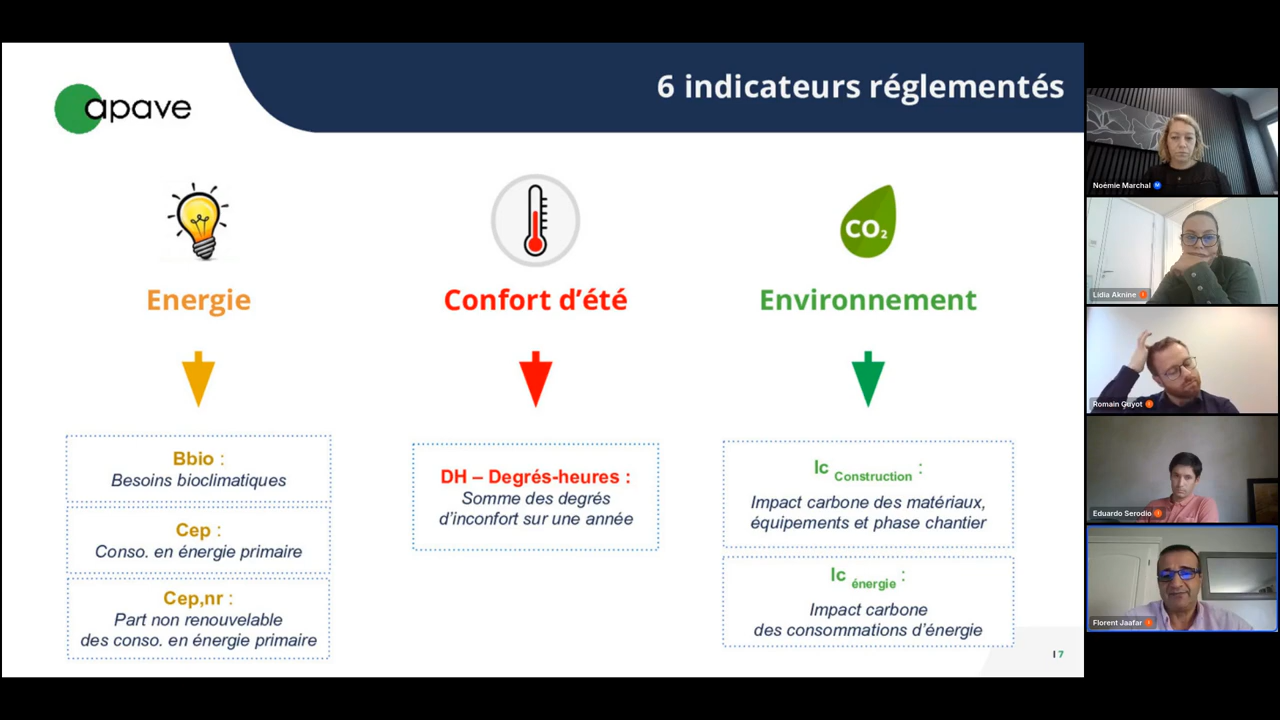 apave
6 indicateurs réglementés
CO₂
Energie
Confort d’été
Environnement
Bbio :
Besoins bioclimatiques
Cep :
Conso. en énergie primaire
Cep,nr :
Part non renouvelable
des conso. en énergie primaire
DH – Degrés-heures :
Somme des degrés
d’inconfort sur une année
Ic Construction :
Impact carbone des matériaux,
équipements et phase chantier
Ic énergie :
Impact carbone
des consommations d’énergie
I 7
Noémie Marchal
Lidia Aknine
Romain Guyot
Eduardo Serodio
Florent Jaafar